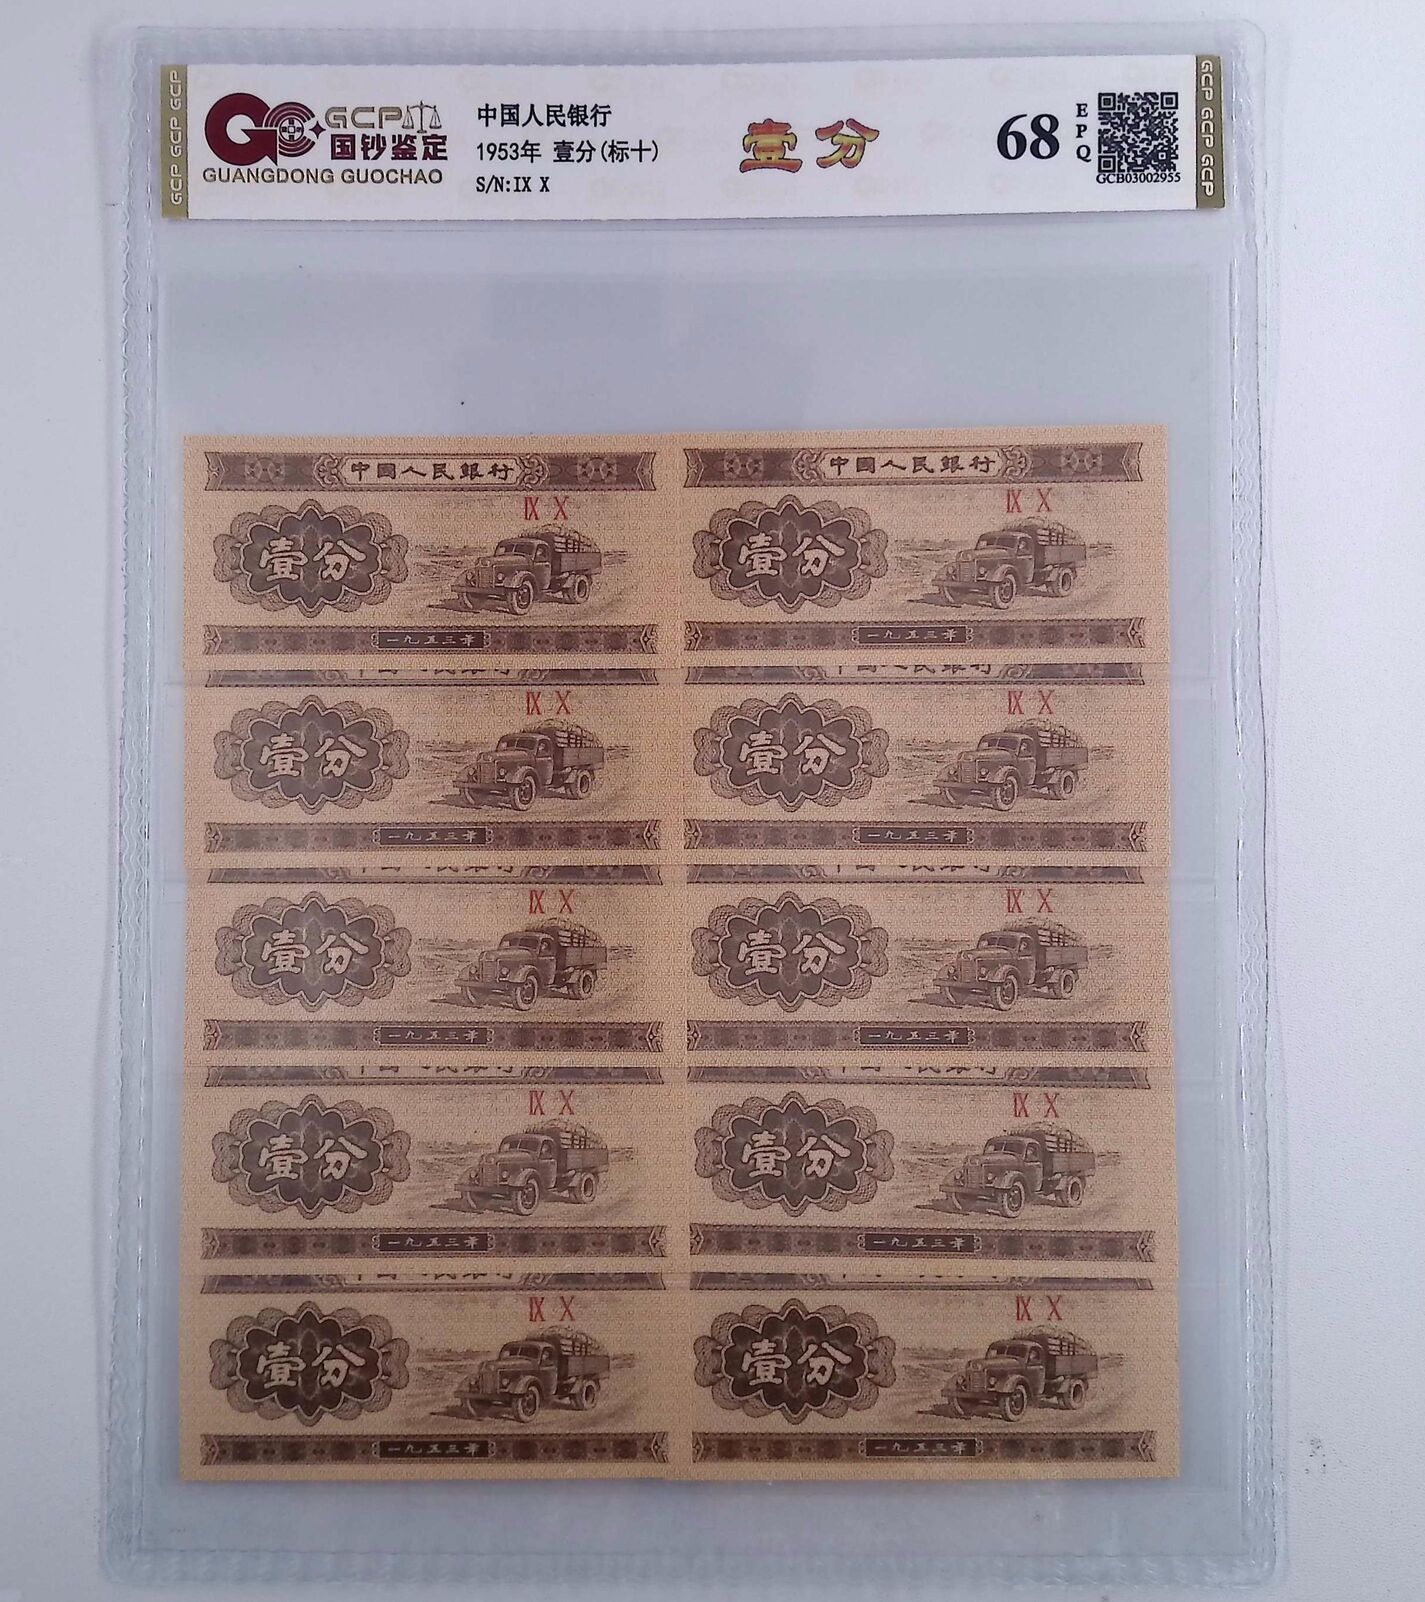 GCP GCP GCP
GCP
国钞鉴定
GUANGDONG GUOCHAO
中国人民银行
1953年 壹分(标十)
S/N:IX X
壹分
68
EPQ
GCB03002955
GCP GCP GCP
中国人民銀行
IX X
壹分
一九五三年
中国人民銀行
IX X
壹分
一九五三年
IX X
壹分
一九五三年
IX X
壹分
一九五三年
IX X
壹分
一九五三年
IX X
壹分
一九五三年
IX X
壹分
一九五三年
IX X
壹分
一九五三年
IX X
壹分
一九五三年
IX X
壹分
一九五三年